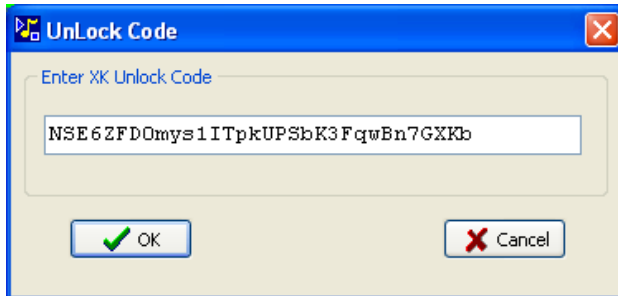 UnLock Code
Enter XK Unlock Code
NSE6ZFDOmys1ITpkUPSbK3FqwBn7GXKb
OK
Cancel